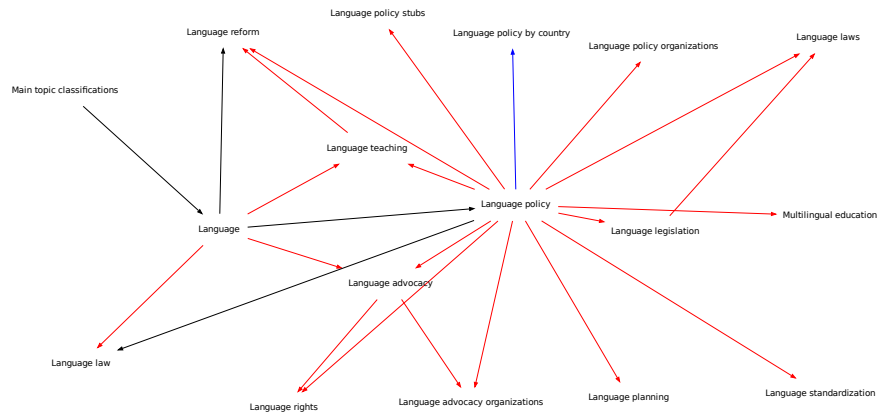 Language policy stubs
Language reform
Language policy by country
Language policy organizations
Language laws
Main topic classifications
Language teaching
Language policy
Multilingual education
Language
Language legislation
Language advocacy
Language law
Language rights
Language advocacy organizations
Language planning
Language standardization